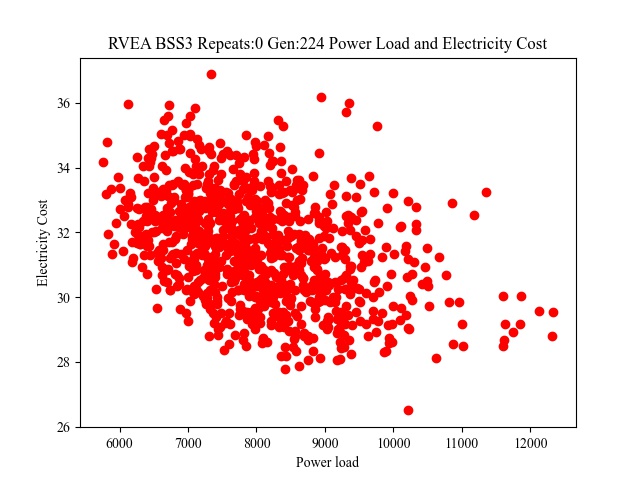 RVEA BSS3 Repeats:0 Gen:224 Power Load and Electricity Cost
36
34
32
30
28
26
Electricity Cost
6000 7000 8000 9000 10000 11000 12000
Power load